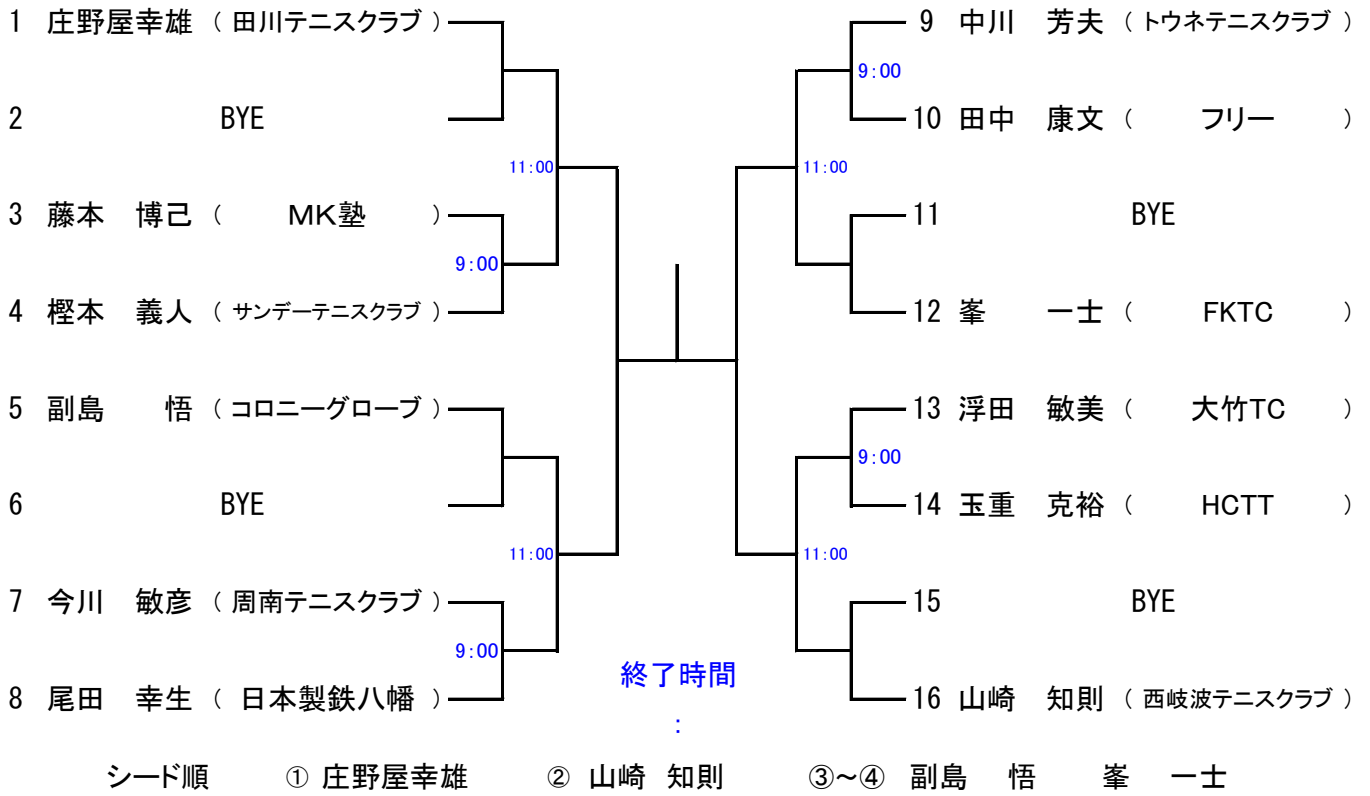 1 庄野屋幸雄 （ 田川テニスクラブ ）
2 BYE
11:00
3 藤本 博己 （ MK塾 ）
9:00
4 樫本 義人 （ サンデーテニスクラブ ）
5 副島 悟 （ コロニーグローブ ）
6 BYE
11:00
7 今川 敏彦 （ 周南テニスクラブ ）
9:00
8 尾田 幸生 （ 日本製鉄八幡 ）
9 中川 芳夫 （ トウネテニスクラブ ）
9:00
10 田中 康文 （ フリー ）
11:00
11 BYE
12 峯 一士 （ FKTC ）
13 浮田 敏美 （ 大竹TC ）
9:00
14 玉重 克裕 （ HCTT ）
11:00
15 BYE
16 山崎 知則 （ 西岐波テニスクラブ ）
終了時間
:
シード順 ① 庄野屋幸雄 ② 山崎 知則 ③～④ 副島 悟 峯 一士